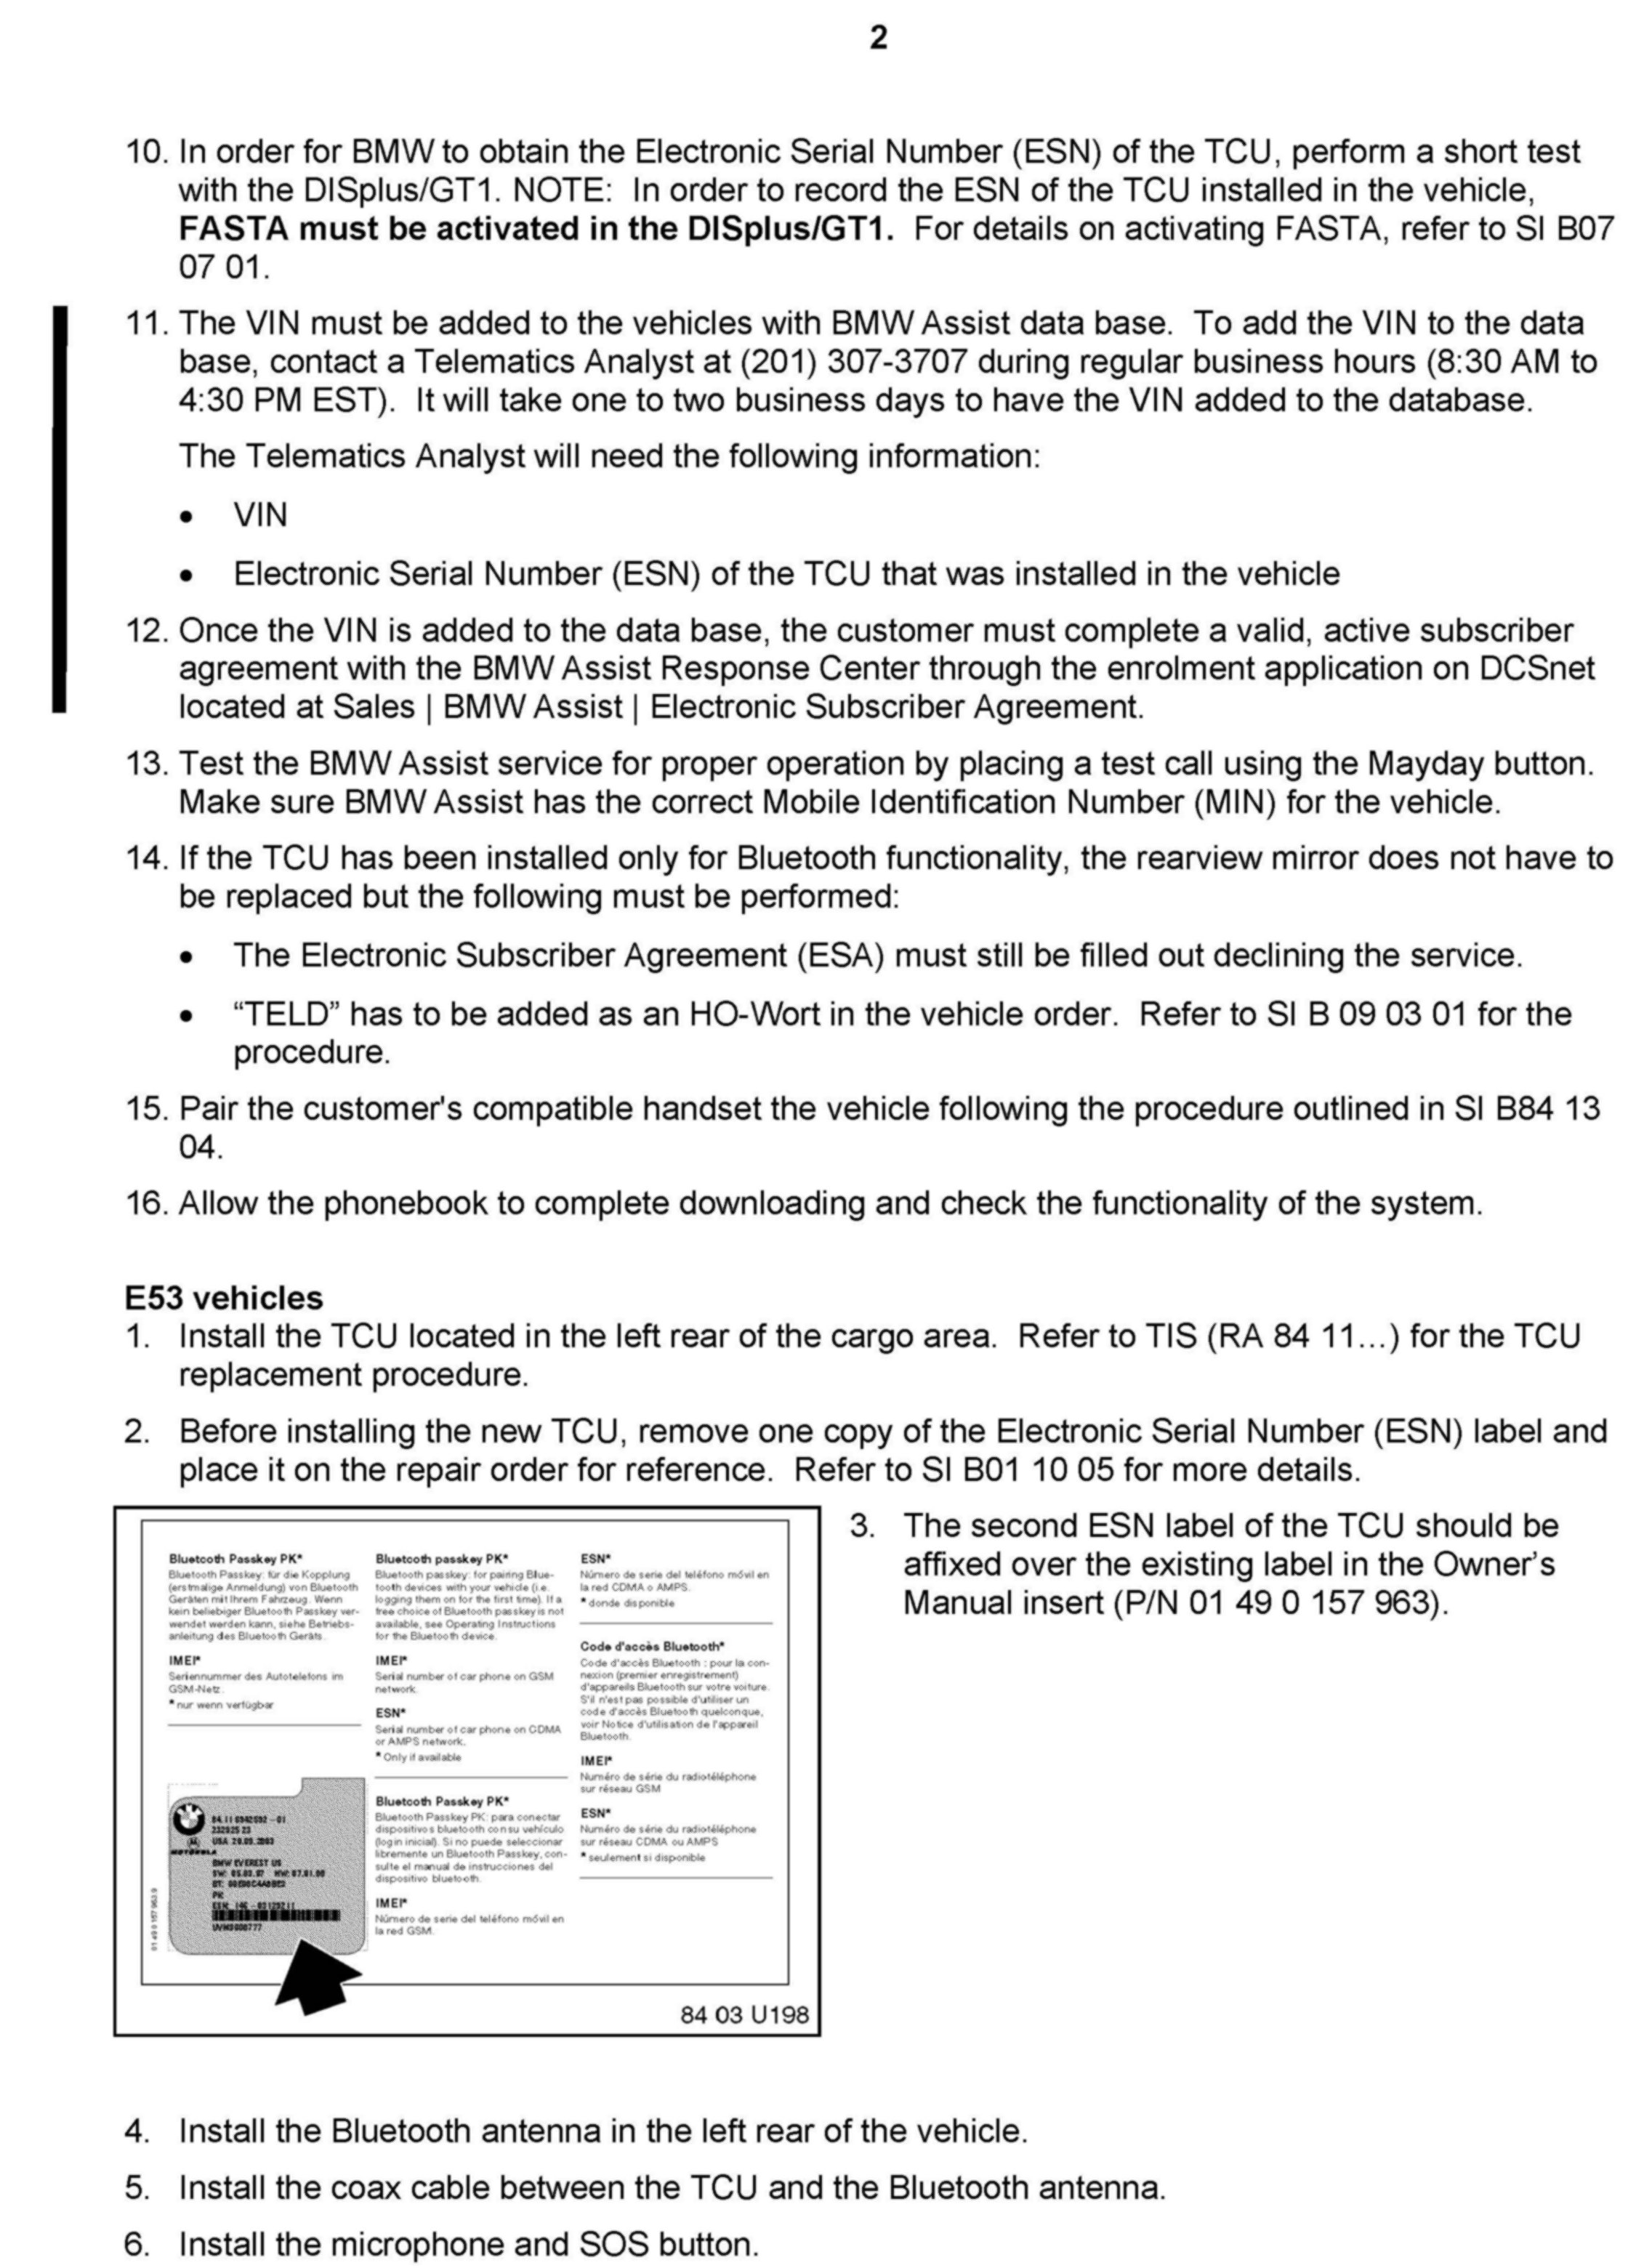 2
10. In order for BMW to obtain the Electronic Serial Number (ESN) of the TCU, perform a short test
with the DISplus/GT1. NOTE:  In order to record the ESN of the TCU installed in the vehicle,
FASTA must be activated in the DISplus/GT1.  For details on activating FASTA, refer to SI B07
07 01.
11. The VIN must be added to the vehicles with BMW Assist data base.  To add the VIN to the data
base, contact a Telematics Analyst at (201) 307-3707 during regular business hours (8:30 AM to
4:30 PM EST).  It will take one to two business days to have the VIN added to the database.
The Telematics Analyst will need the following information:
• VIN
• Electronic Serial Number (ESN) of the TCU that was installed in the vehicle
12. Once the VIN is added to the data base, the customer must complete a valid, active subscriber
agreement with the BMW Assist Response Center through the enrolment application on DCSnet
located at Sales | BMW Assist | Electronic Subscriber Agreement.
13. Test the BMW Assist service for proper operation by placing a test call using the Mayday button.
Make sure BMW Assist has the correct Mobile Identification Number (MIN) for the vehicle.
14. If the TCU has been installed only for Bluetooth functionality, the rearview mirror does not have to
be replaced but the following must be performed:
• The Electronic Subscriber Agreement (ESA) must still be filled out declining the service.
• “TELD” has to be added as an HO-Wort in the vehicle order.  Refer to SI B 09 03 01 for the
procedure.
15. Pair the customer's compatible handset the vehicle following the procedure outlined in SI B84 13
04.
16. Allow the phonebook to complete downloading and check the functionality of the system.
E53 vehicles
1. Install the TCU located in the left rear of the cargo area.  Refer to TIS (RA 84 11…) for the TCU
replacement procedure.
2. Before installing the new TCU, remove one copy of the Electronic Serial Number (ESN) label and
place it on the repair order for reference.  Refer to SI B01 10 05 for more details.
Bluetooth Passkey PK*
Bluetooth Passkey: für die Kopplung
(erstmalige Anmeldung) von Bluetooth
Geräten mit Ihrem Fahrzeug. Wenn
kein beliebiger Bluetooth Passkey ver-
wendet werden kann, siehe Betriebs-
anleitung des Bluetooth Geräts.
IMEI*
Seriennummer des Autotelefons im
GSM-Netz.
* nur wenn verfügbar
84.11 6942592 - 01
USA 29.09.2003
MOTOROLA
BMW EVEREST US
PK
01 49 0 157 963 9
Bluetooth passkey PK*
Bluetooth passkey: for pairing Blue-
tooth devices with your vehicle (i.e.
logging them on for the first time). If a
free choice of Bluetooth passkey is not
available, see Operating Instructions
for the Bluetooth device.
IMEI*
Serial number of car phone on GSM
network.
ESN*
Serial number of car phone on CDMA
or AMPS network.
* Only if available
Bluetooth Passkey PK*
Bluetooth Passkey PK: para conectar
dispositivos bluetooth con su vehículo
(login inicial). Si no puede seleccionar
libremente un Bluetooth Passkey, con-
sulte el manual de instrucciones del
dispositivo bluetooth.
IMEI*
Número de serie del teléfono móvil en
la red GSM.
ESN*
Número de serie del teléfono móvil en
la red CDMA o AMPS.
* donde disponible
Code d'accès Bluetooth*
Code d'accès Bluetooth : pour la con-
nexion (premier enregistrement)
d'appareils Bluetooth sur votre voiture.
S'il n'est pas possible d'utiliser un
code d'accès Bluetooth quelconque,
voir Notice d'utilisation de l'appareil
Bluetooth.
IMEI*
Numéro de série du radiotéléphone
sur réseau GSM
ESN*
Numéro de série du radiotéléphone
sur réseau CDMA ou AMPS
* seulement si disponible
84 03 U198
3. The second ESN label of the TCU should be
affixed over the existing label in the Owner’s
Manual insert (P/N 01 49 0 157 963).
4. Install the Bluetooth antenna in the left rear of the vehicle.
5. Install the coax cable between the TCU and the Bluetooth antenna.
6. Install the microphone and SOS button.